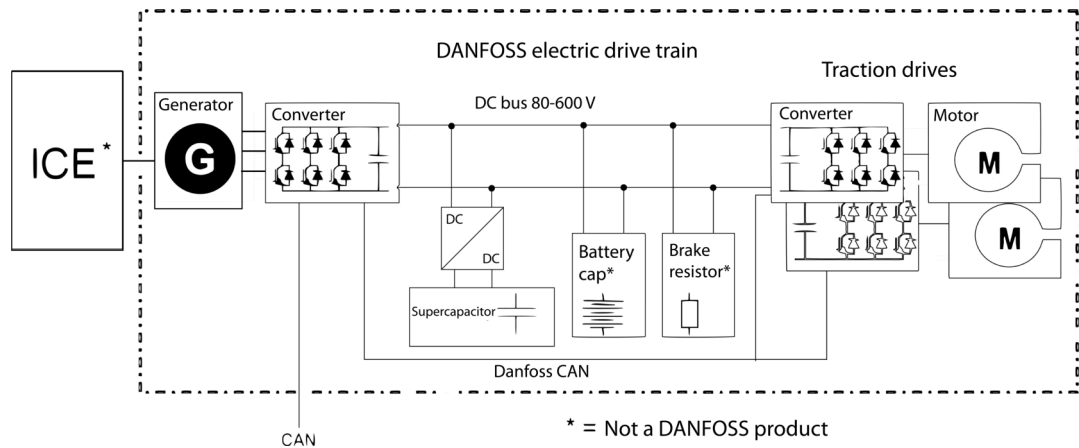 DANFOSS electric drive train
Traction drives
ICE*
Generator
G
Converter
DC bus 80-600 V
Converter
Motor
M
M
DC
DC
Supercapacitor
Battery
cap*
Brake
resistor*
Danfoss CAN
CAN
* = Not a DANFOSS product